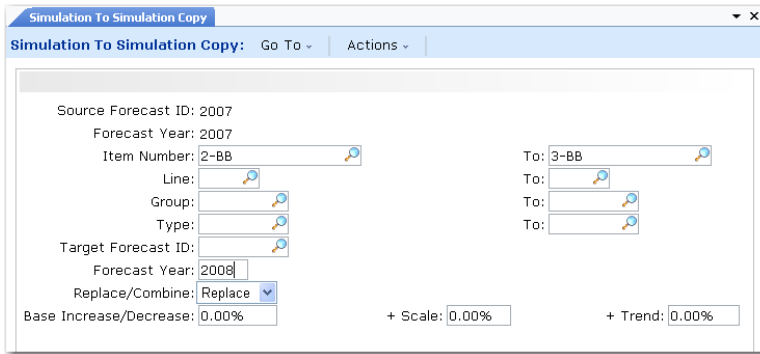 Simulation To Simulation Copy
Simulation To Simulation Copy: Go To Actions
Source Forecast ID: 2007
Forecast Year: 2007
Item Number: 2-BB To: 3-BB
Line: To:
Group: To:
Type: To:
Target Forecast ID:
Forecast Year: 2008
Replace/Combine: Replace
Base Increase/Decrease: 0.00% + Scale: 0.00% + Trend: 0.00%